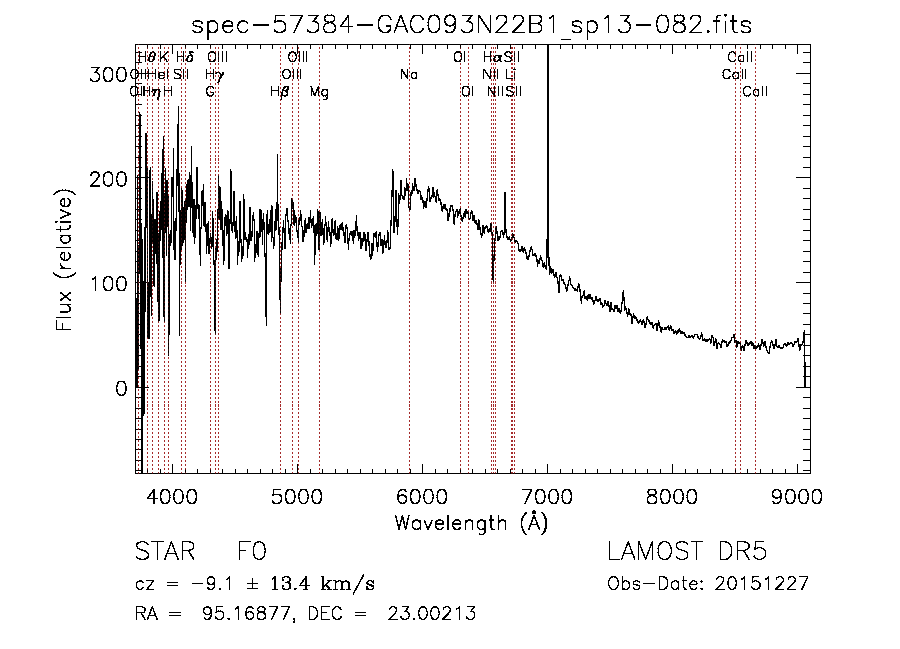 spec-57384-GAC093N22B1_sp13-082.fits
Hθ K Hδ OIII OIII OI Hα SII CaII
OII HeI SII Hγ OIII Na NII Li CaII
OII Hη H G Hβ Mg OI NII SII CaII
300
200
100
0
Flux (relative)
4000 5000 6000 7000 8000 9000
Wavelength (Å)
STAR F0 LAMOST DR5
cz = -9.1 ± 13.4 km/s Obs-Date: 20151227
RA = 95.16877, DEC = 23.00213